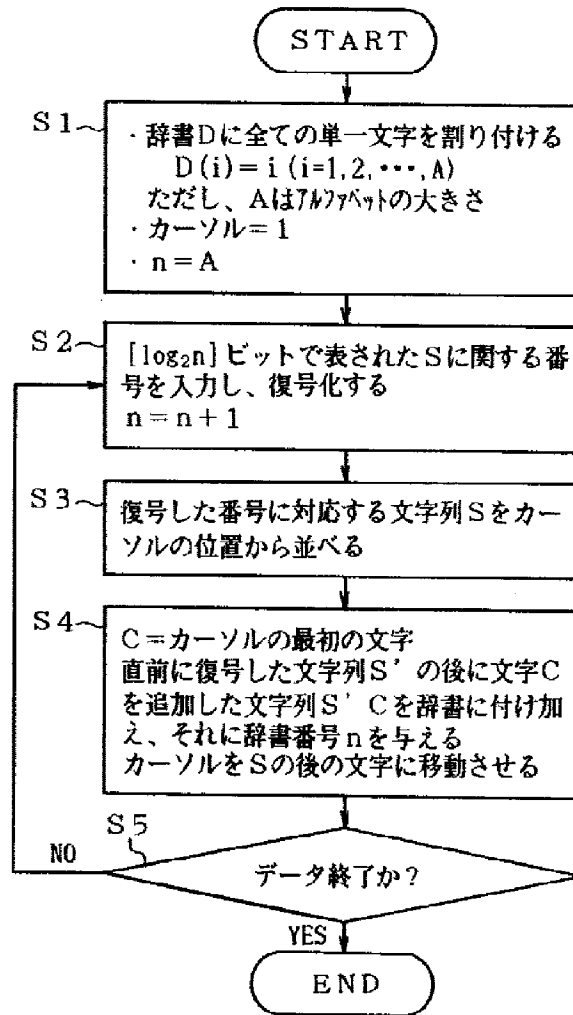 START
S1
・辞書Dに全ての単一文字を割り付ける
D(i)=i (i=1,2,…,A)
ただし、Aはｱﾙﾌｧﾍﾞｯﾄの大きさ
・カーソル=1
・n=A
S2
[log₂n]ビットで表されたSに関する番
号を入力し、復号化する
n=n+1
S3
復号した番号に対応する文字列Sをカー
ソルの位置から並べる
S4
C=カーソルの最初の文字
直前に復号した文字列S'の後に文字C
を追加した文字列S'Cを辞書に付け加
え、それに辞書番号nを与える
カーソルをSの後の文字に移動させる
S5
NO
データ終了か？
YES
END